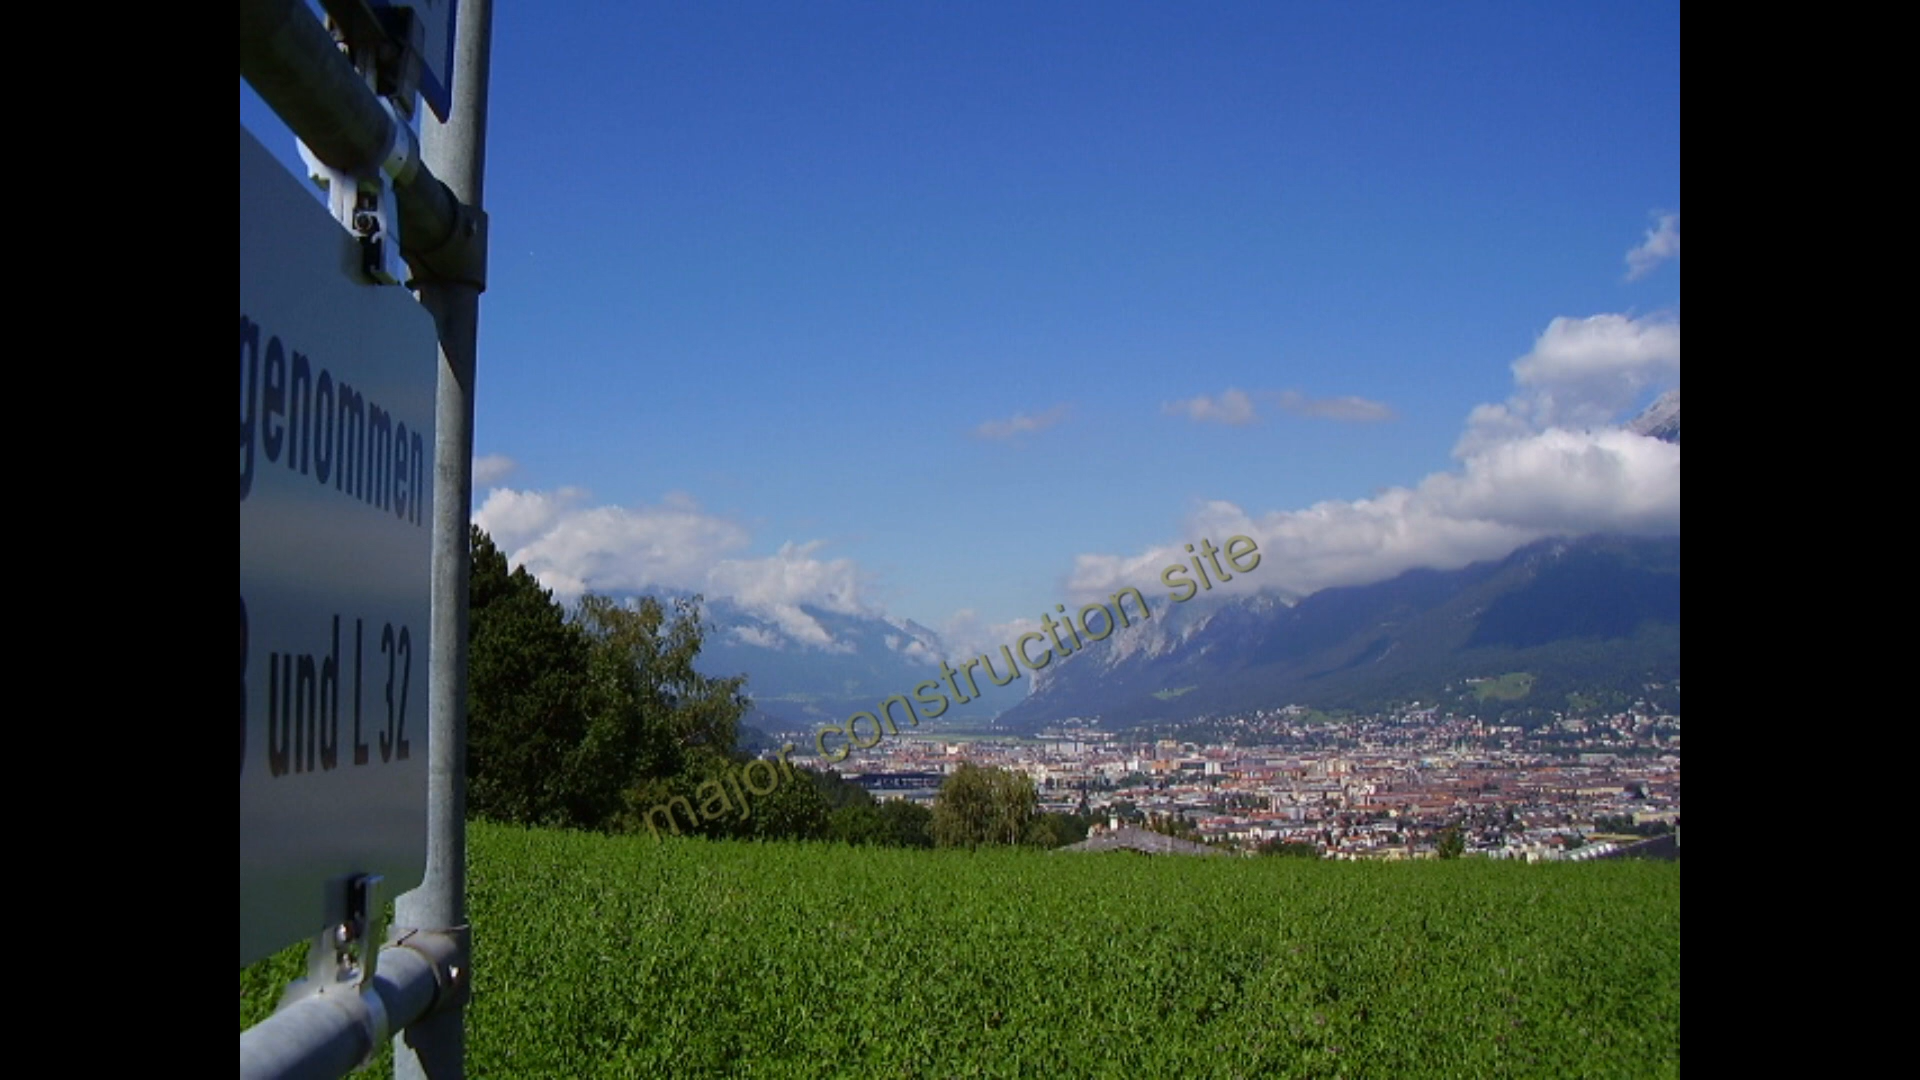 genommen
und L 32
major construction site